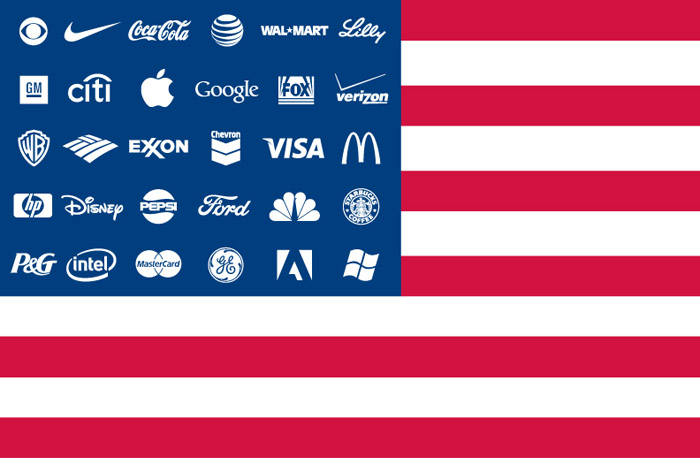 Coca-Cola WAL★MART Lilly
GM citi Google FOX verizon
WB EXXON Chevron VISA
hp Disney PEPSI Ford STARBUCKS COFFEE
P&G intel MasterCard GE